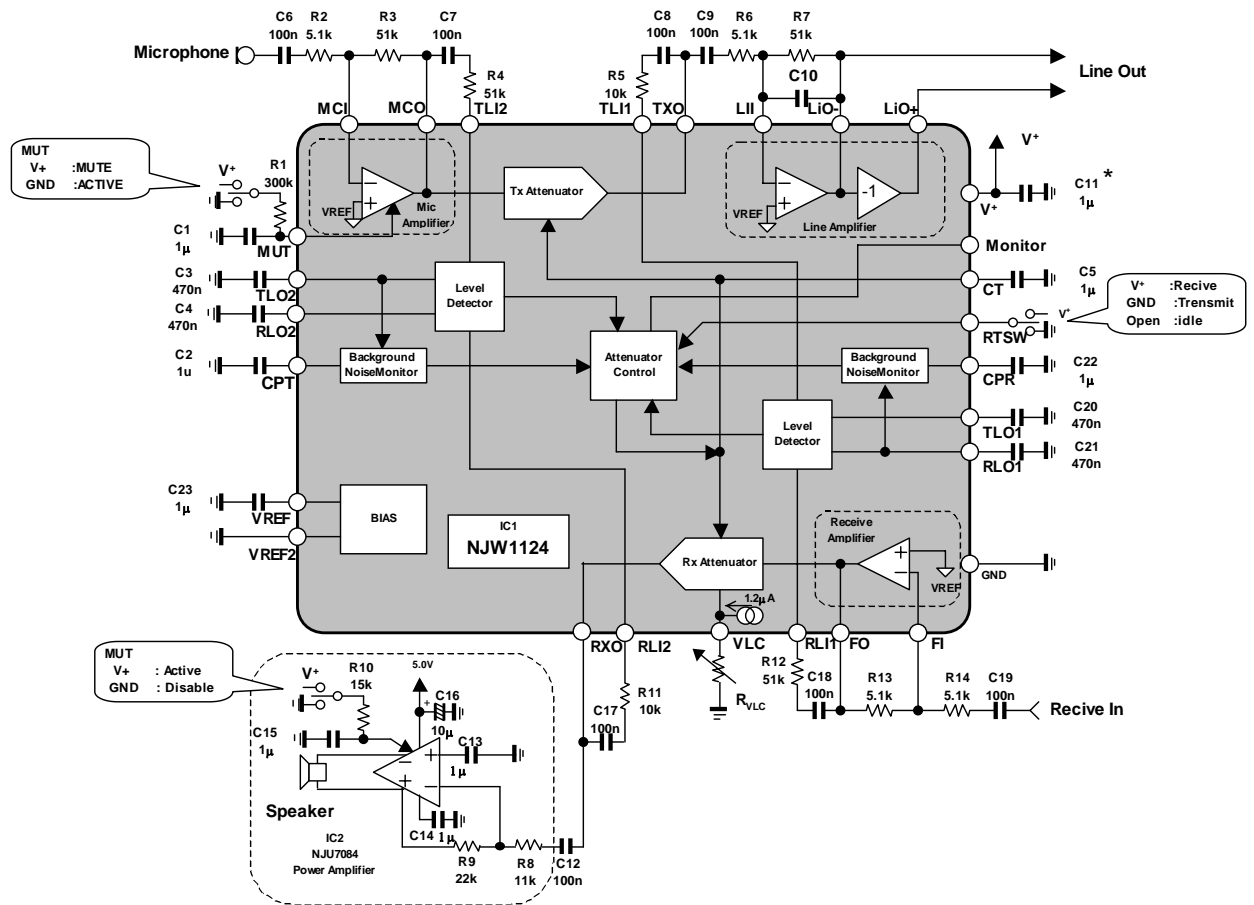 C6 R2 R3 C7 C8 C9 R6 R7
100n 5.1k 51k 100n 100n 100n 5.1k 51k
Microphone
R4
51k
R5
10k
C10
Line Out
MCI MCO TLI2 TLI1 TXO LII LiO- LiO+
MUT
V+ :MUTE
GND :ACTIVE
V+
R1
300k
VREF
Mic
Amplifier
Tx Attenuator
VREF
-1
Line Amplifier
V+
V+
C11 *
1µ
C1
1µ
MUT
Monitor
C3
470n
TLO2
Level
Detector
CT
C5
1µ
V+ :Recive
GND :Trensmit
Open :idle
C4
470n
RLO2
V+
RTSW
C2
1u
CPT
Background
NoiseMonitor
Attenuator
Control
Background
NoiseMonitor
CPR
C22
1µ
Level
Detector
TLO1
C20
470n
RLO1
C21
470n
C23
1µ
VREF
VREF2
BIAS
IC1
NJW1124
Rx Attenuator
Receive
Amplifier
VREF
GND
1.2µA
RXO RLI2 VLC RLI1 FO FI
MUT
V+ : Active
GND : Disable
V+
R10
15k
5.0V
C16
+
10µ
C15
1µ
C13
1µ
C14 1µ
Speaker
IC2
NJU7084
Power Amplifier
R9
22k
R8
11k
C12
100n
C17
100n
R11
10k
RVLC
R12
51k
C18
100n
R13
5.1k
R14
5.1k
C19
100n
Recive In